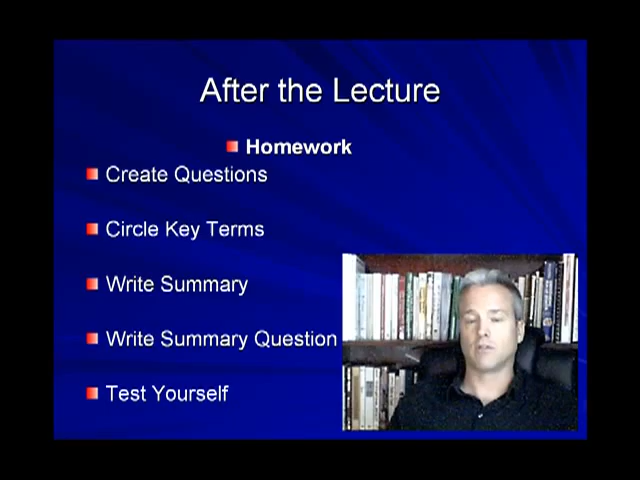 After the Lecture
Homework
Create Questions
Circle Key Terms
Write Summary
Write Summary Question
Test Yourself